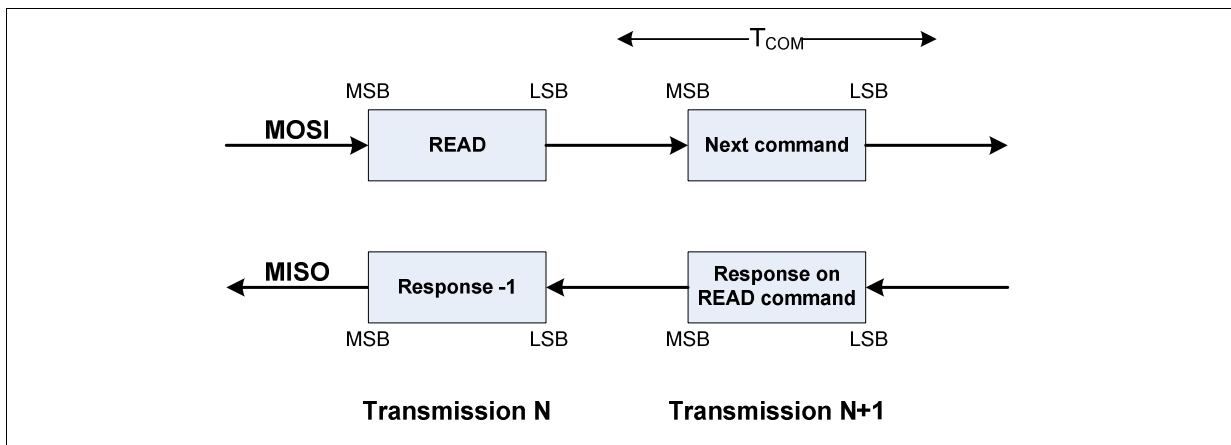 TCOM
MSB LSB MSB LSB
MOSI READ Next command
MISO Response -1 Response on
READ command
MSB LSB MSB LSB
Transmission N Transmission N+1